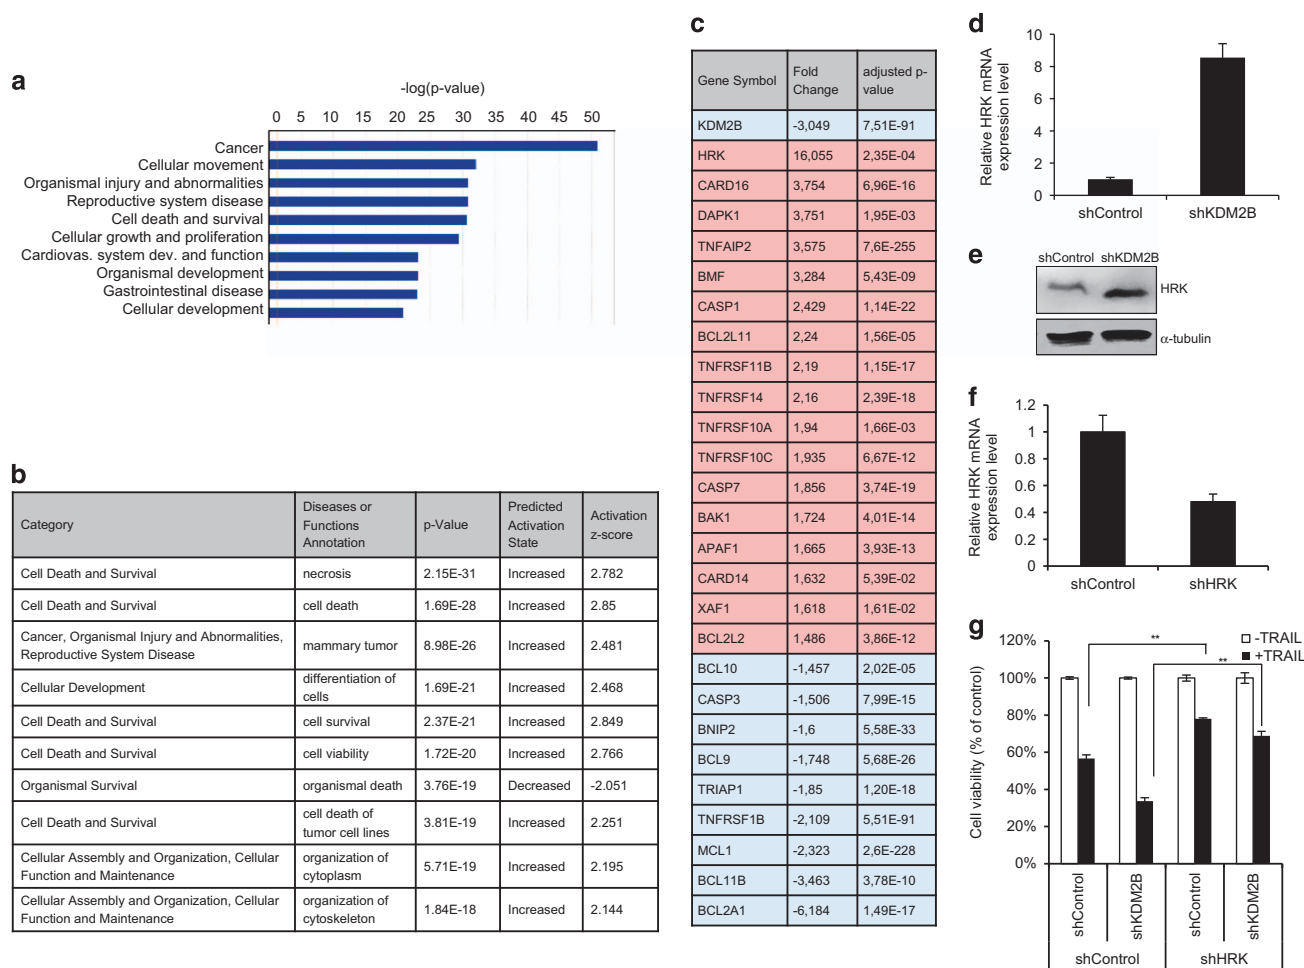 a
-log(p-value)
0 5 10 15 20 25 30 35 40 45 50
Cancer
Cellular movement
Organismal injury and abnormalities
Reproductive system disease
Cell death and survival
Cellular growth and proliferation
Cardiovas. system dev. and function
Organismal development
Gastrointestinal disease
Cellular development
b
Category Diseases or Functions Annotation p-Value Predicted Activation State Activation z-score
Cell Death and Survival necrosis 2.15E-31 Increased 2.782
Cell Death and Survival cell death 1.69E-28 Increased 2.85
Cancer, Organismal Injury and Abnormalities, Reproductive System Disease mammary tumor 8.98E-26 Increased 2.481
Cellular Development differentiation of cells 1.69E-21 Increased 2.468
Cell Death and Survival cell survival 2.37E-21 Increased 2.849
Cell Death and Survival cell viability 1.72E-20 Increased 2.766
Organismal Survival organismal death 3.76E-19 Decreased -2.051
Cell Death and Survival cell death of tumor cell lines 3.81E-19 Increased 2.251
Cellular Assembly and Organization, Cellular Function and Maintenance organization of cytoplasm 5.71E-19 Increased 2.195
Cellular Assembly and Organization, Cellular Function and Maintenance organization of cytoskeleton 1.84E-18 Increased 2.144
c
Gene Symbol Fold Change adjusted p-value
KDM2B -3,049 7,51E-91
HRK 16,055 2,35E-04
CARD16 3,754 6,96E-16
DAPK1 3,751 1,95E-03
TNFAIP2 3,575 7,6E-255
BMF 3,284 5,43E-09
CASP1 2,429 1,14E-22
BCL2L11 2,24 1,56E-05
TNFRSF11B 2,19 1,15E-17
TNFRSF14 2,16 2,39E-18
TNFRSF10A 1,94 1,66E-03
TNFRSF10C 1,935 6,67E-12
CASP7 1,856 3,74E-19
BAK1 1,724 4,01E-14
APAF1 1,665 3,93E-13
CARD14 1,632 5,39E-02
XAF1 1,618 1,61E-02
BCL2L2 1,486 3,86E-12
BCL10 -1,457 2,02E-05
CASP3 -1,506 7,99E-15
BNIP2 -1,6 5,58E-33
BCL9 -1,748 5,68E-26
TRIAP1 -1,85 1,20E-18
TNFRSF1B -2,109 5,51E-91
MCL1 -2,323 2,6E-228
BCL11B -3,463 3,78E-10
BCL2A1 -6,184 1,49E-17
d
Relative HRK mRNA
expression level
10
8
6
4
2
0
shControl shKDM2B
e
shControl shKDM2B
HRK
α-tubulin
f
Relative HRK mRNA
expression level
1.2
1
0.8
0.6
0.4
0.2
0
shControl shHRK
g
Cell viability (% of control)
120%
100%
80%
60%
40%
20%
0%
-TRAIL
+TRAIL
**
**
shControl shKDM2B shControl shKDM2B
shControl shHRK